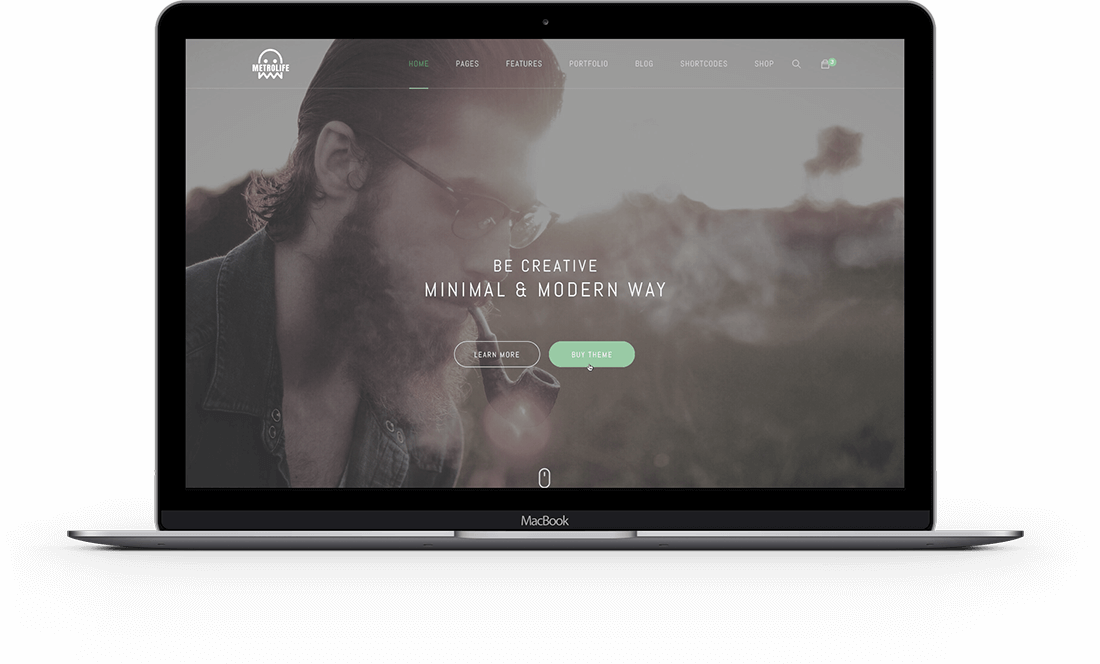 METROLIFE
HOME PAGES FEATURES PORTFOLIO BLOG SHORTCODES SHOP
BE CREATIVE
MINIMAL & MODERN WAY
LEARN MORE BUY THEME
MacBook